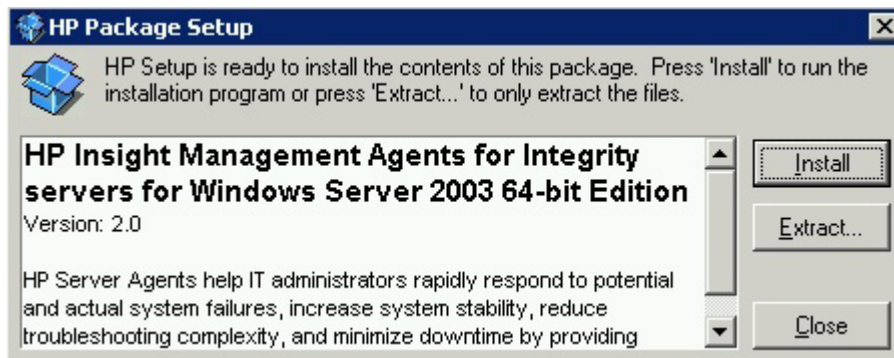 HP Package Setup
HP Setup is ready to install the contents of this package. Press 'Install' to run the
installation program or press 'Extract...' to only extract the files.
HP Insight Management Agents for Integrity
servers for Windows Server 2003 64-bit Edition
Version: 2.0
HP Server Agents help IT administrators rapidly respond to potential
and actual system failures, increase system stability, reduce
troubleshooting complexity, and minimize downtime by providing
Install
Extract...
Close